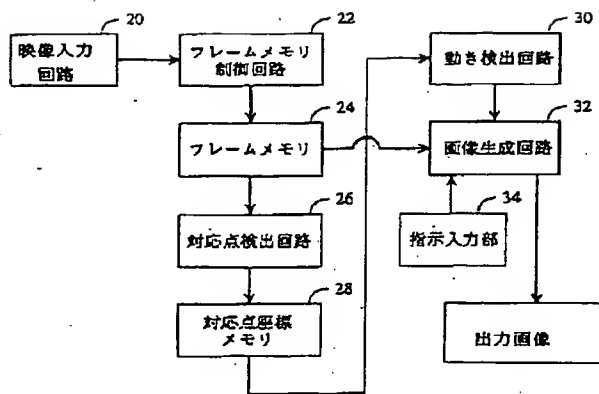 20
映像入力
回路
22
フレームメモリ
制御回路
24
フレームメモリ
26
対応点検出回路
28
対応点座標
メモリ
30
動き検出回路
32
画像生成回路
34
指示入力部
出力画像